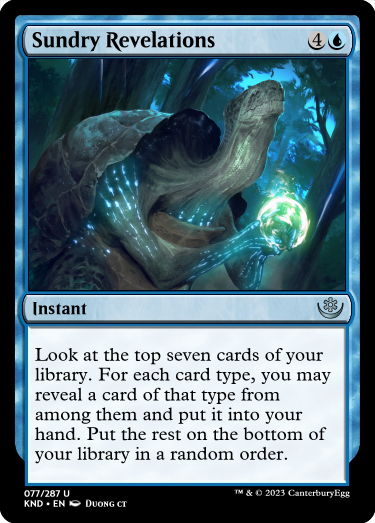 Sundry Revelations 4
Instant
Look at the top seven cards of your
library. For each card type, you may
reveal a card of that type from
among them and put it into your
hand. Put the rest on the bottom of
your library in a random order.
077/287 U
KND • EN Duong ct
™ & © 2023 CanterburyEgg